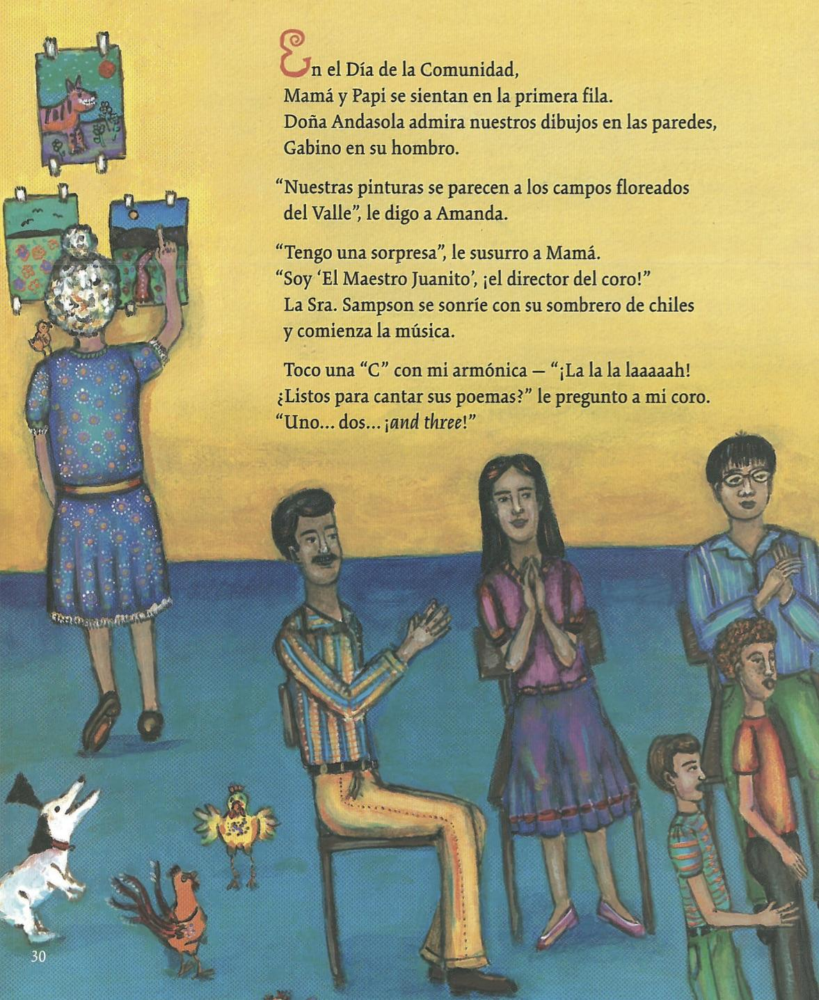 En el Día de la Comunidad,
Mamá y Papi se sientan en la primera fila.
Doña Andasola admira nuestros dibujos en las paredes,
Gabino en su hombro.
“Nuestras pinturas se parecen a los campos floreados
del Valle”, le digo a Amanda.
“Tengo una sorpresa”, le susurro a Mamá.
“Soy ‘El Maestro Juanito’, ¡el director del coro!”
La Sra. Sampson se sonríe con su sombrero de chiles
y comienza la música.
Toco una “C” con mi armónica — “¡La la la laaaaah!
¿Listos para cantar sus poemas?” le pregunto a mi coro.
“Uno... dos... ¡and three!”
30